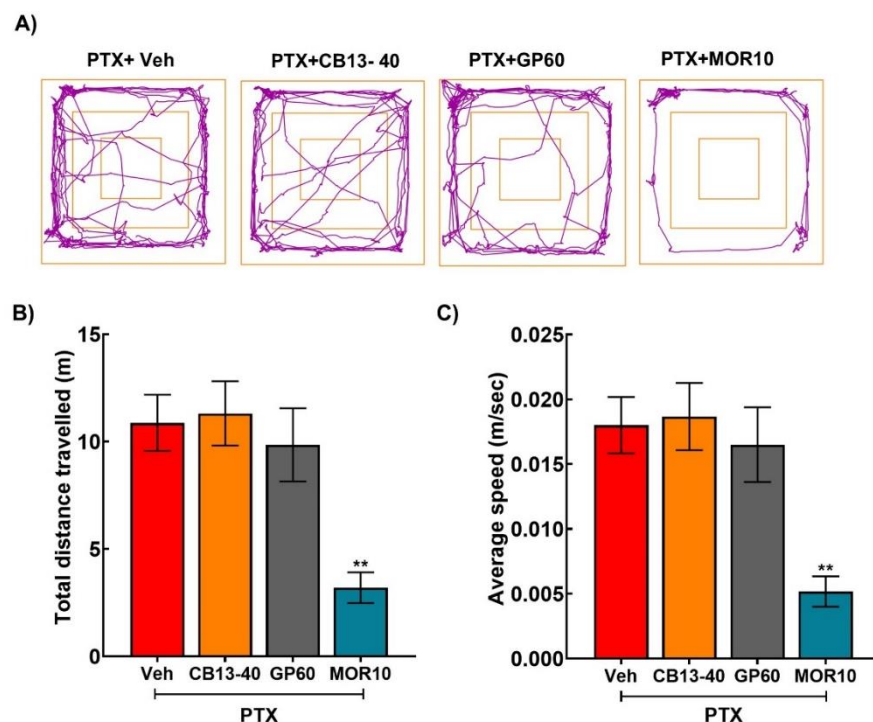 A)
PTX+ Veh PTX+CB13- 40 PTX+GP60 PTX+MOR10
B)
Total distance travelled (m)
15
10
5
0
**
Veh CB13-40 GP60 MOR10
PTX
C)
Average speed (m/sec)
0.025
0.020
0.015
0.010
0.005
0.000
**
Veh CB13-40 GP60 MOR10
PTX